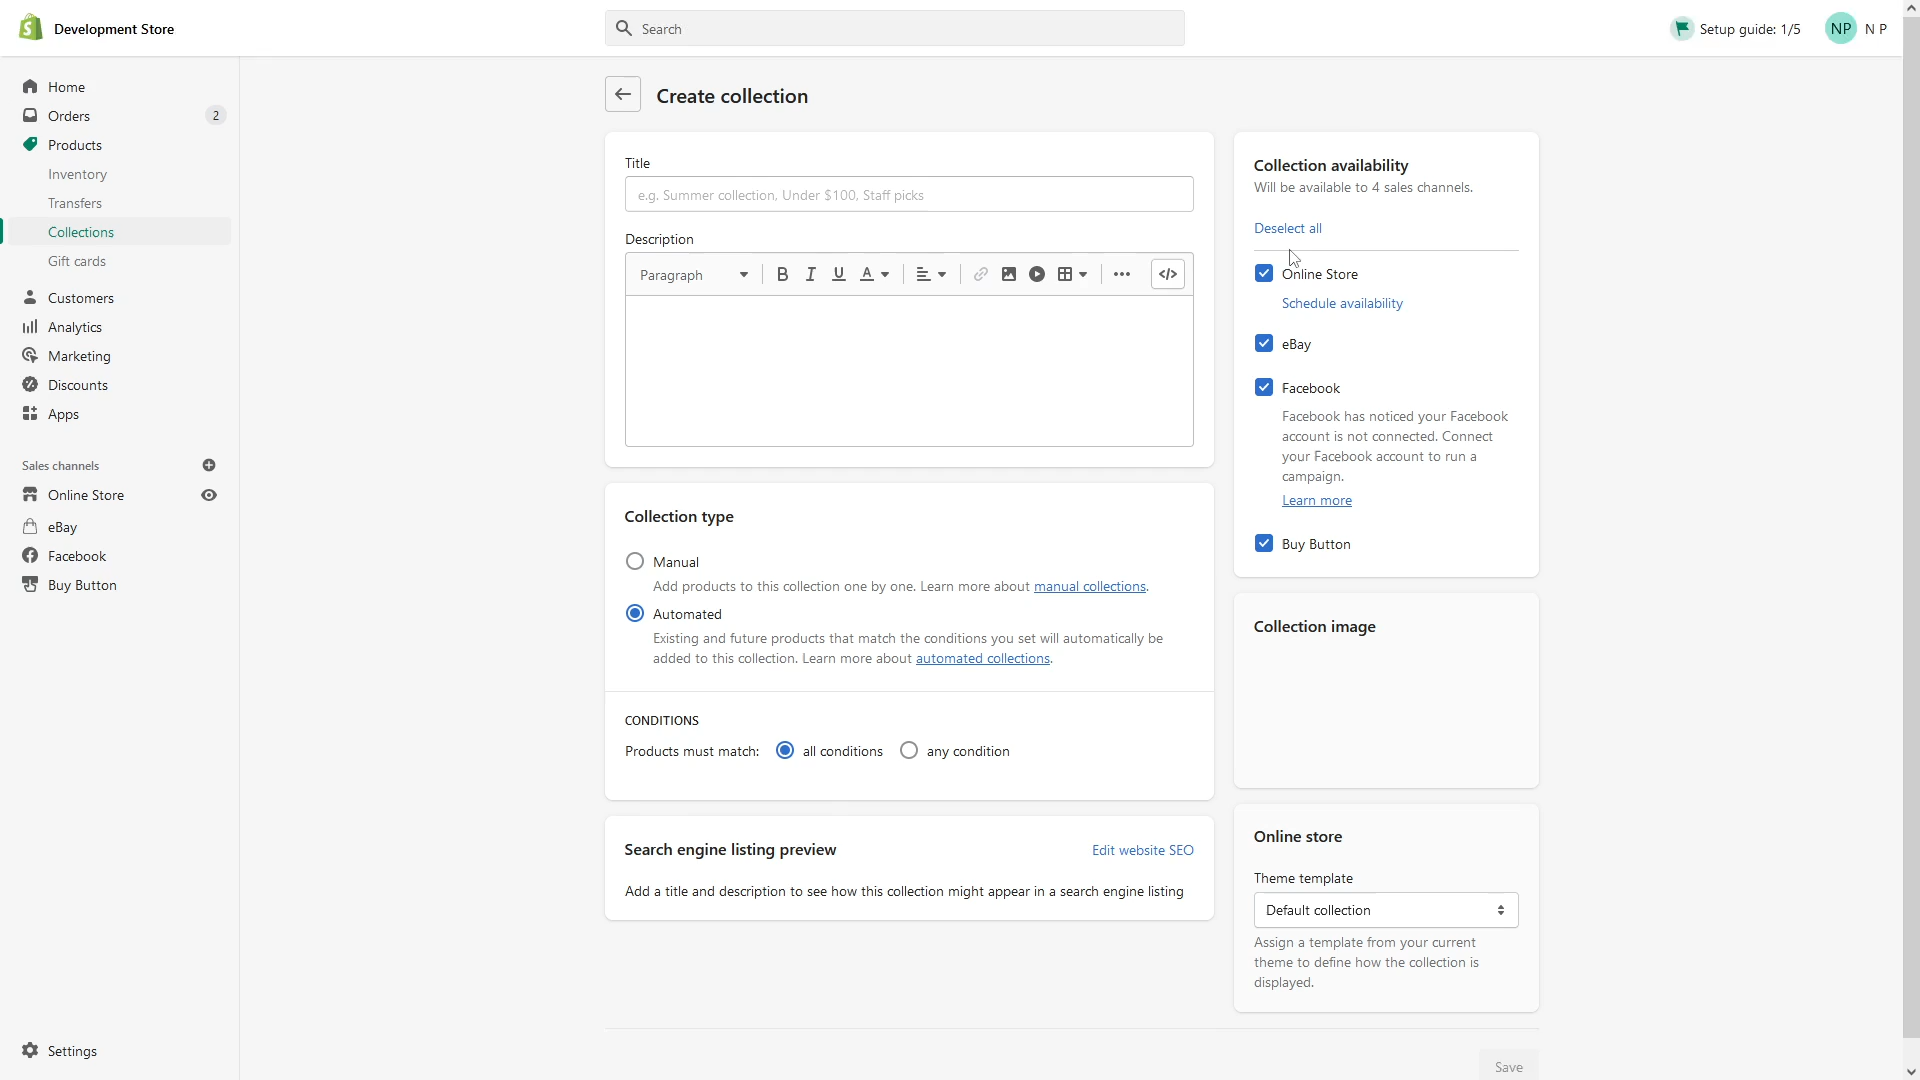 Development Store
Search
Setup guide: 1/5
NP
N P
Home
Orders
2
Products
Inventory
Transfers
Collections
Gift cards
Customers
Analytics
Marketing
Discounts
Apps
Sales channels
Online Store
eBay
Facebook
Buy Button
Settings
Create collection
Title
e.g. Summer collection, Under $100, Staff picks
Description
Paragraph
B I U A
</>
Collection type
Manual
Add products to this collection one by one. Learn more about manual collections.
Automated
Existing and future products that match the conditions you set will automatically be
added to this collection. Learn more about automated collections.
CONDITIONS
Products must match: all conditions any condition
Search engine listing preview
Edit website SEO
Add a title and description to see how this collection might appear in a search engine listing
Collection availability
Will be available to 4 sales channels.
Deselect all
Online Store
Schedule availability
eBay
Facebook
Facebook has noticed your Facebook
account is not connected. Connect
your Facebook account to run a
campaign.
Learn more
Buy Button
Collection image
Online store
Theme template
Default collection
Assign a template from your current
theme to define how the collection is
displayed.
Save